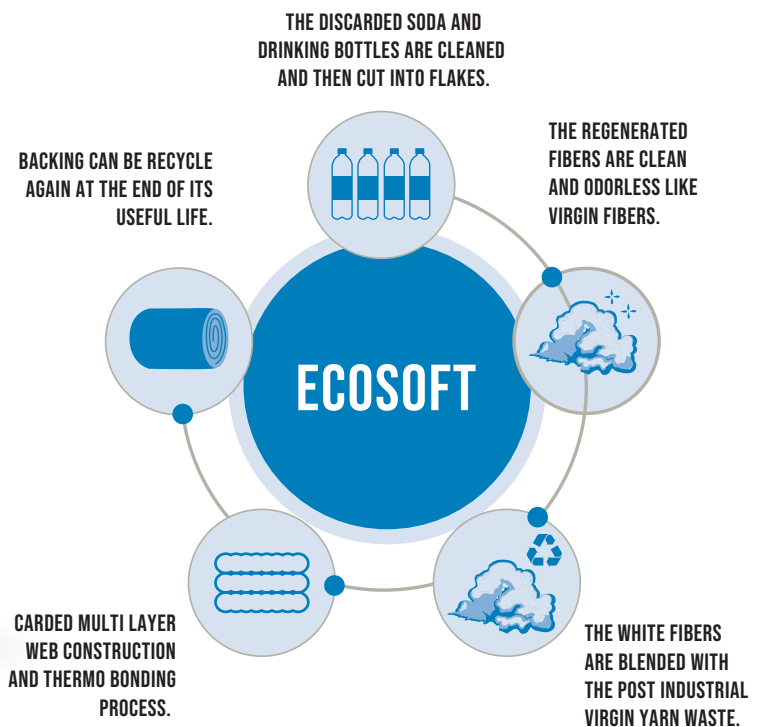 THE DISCARDED SODA AND
DRINKING BOTTLES ARE CLEANED
AND THEN CUT INTO FLAKES.
THE REGENERATED
FIBERS ARE CLEAN
AND ODORLESS LIKE
VIRGIN FIBERS.
BACKING CAN BE RECYCLE
AGAIN AT THE END OF ITS
USEFUL LIFE.
ECOSOFT
CARDED MULTI LAYER
WEB CONSTRUCTION
AND THERMO BONDING
PROCESS.
THE WHITE FIBERS
ARE BLENDED WITH
THE POST INDUSTRIAL
VIRGIN YARN WASTE.